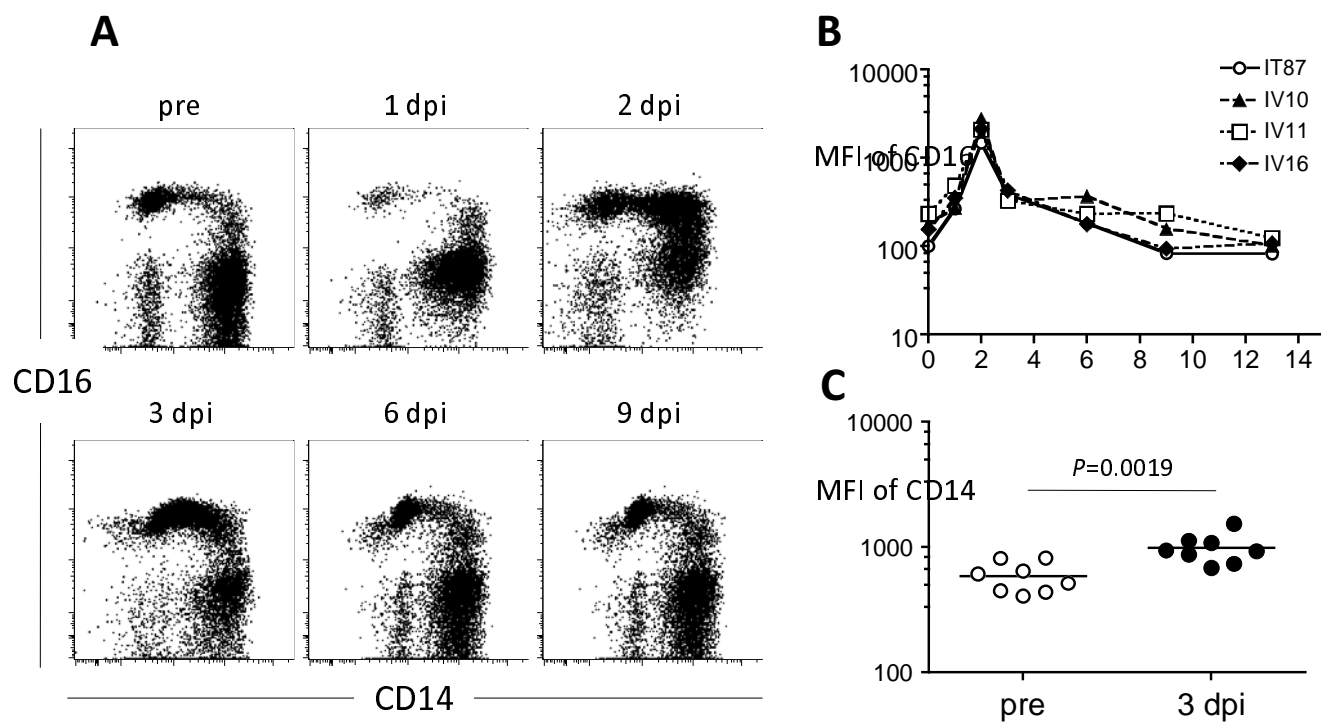 A
pre
1 dpi
2 dpi
CD16
3 dpi
6 dpi
9 dpi
CD14
B
10000
1000
100
10
MFI of CD16
IT87
IV10
IV11
IV16
0 2 4 6 8 10 12 14
C
10000
1000
100
MFI of CD14
P=0.0019
pre
3 dpi